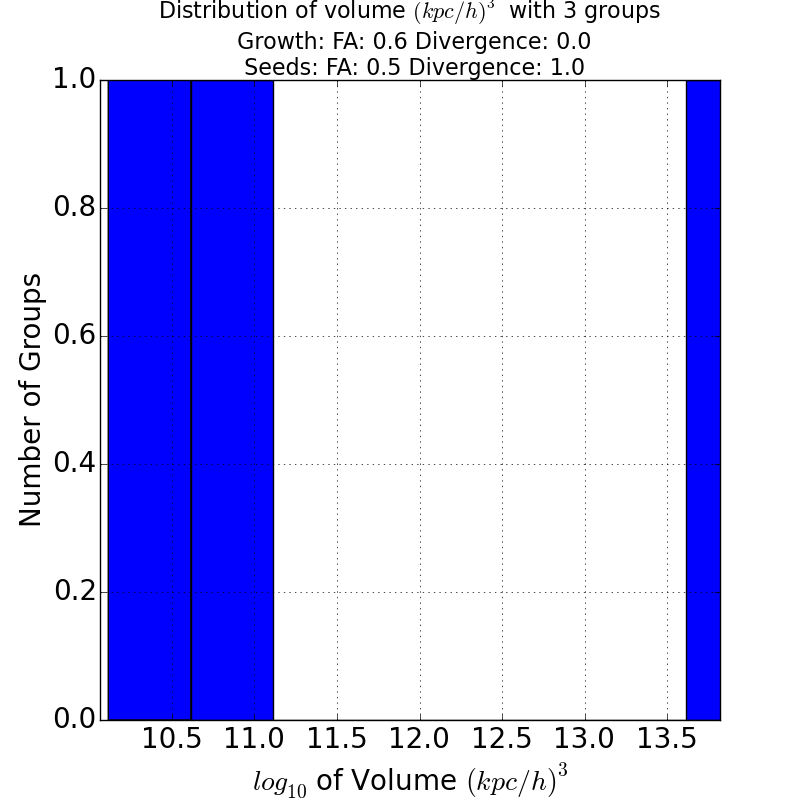 Distribution of volume (kpc/h)³ with 3 groups
Growth: FA: 0.6 Divergence: 0.0
Seeds: FA: 0.5 Divergence: 1.0
1.0
0.8
0.6
0.4
0.2
0.0
Number of Groups
10.5 11.0 11.5 12.0 12.5 13.0 13.5
log₁₀ of Volume (kpc/h)³